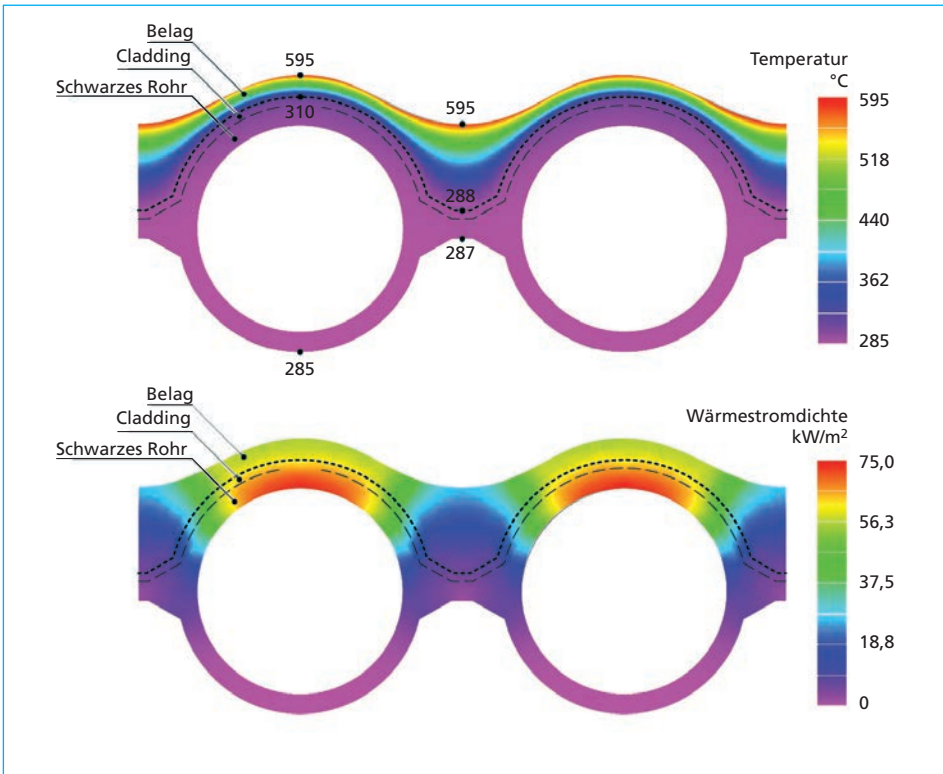 Belag
Cladding
Schwarzes Rohr
595
310
595
288
287
285
Temperatur
°C
595
518
440
362
285
Belag
Cladding
Schwarzes Rohr
Wärmestromdichte
kW/m²
75,0
56,3
37,5
18,8
0